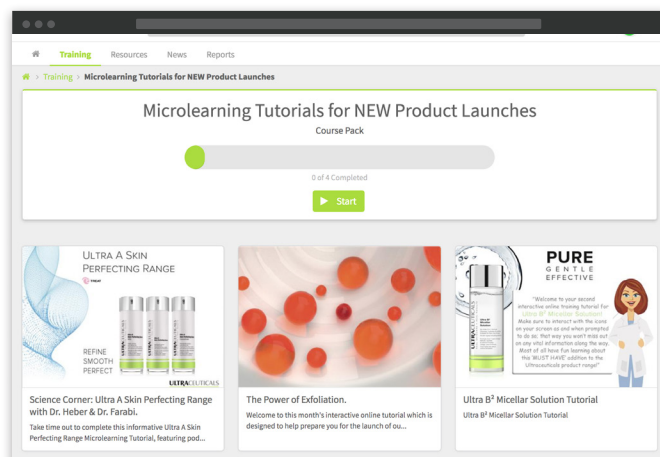 Training Resources News Reports
> Training > Microlearning Tutorials for NEW Product Launches
Microlearning Tutorials for NEW Product Launches
Course Pack
0 of 4 Completed
Start
ULTRA A SKIN
PERFECTING RANGE
TREAT
REFINE
SMOOTH
PERFECT
ULTRACEUTICALS
Science Corner: Ultra A Skin Perfecting Range
with Dr. Heber & Dr. Farabi.
Take time out to complete this informative Ultra A Skin
Perfecting Range Microlearning Tutorial, featuring pod...
The Power of Exfoliation.
Welcome to this month's interactive online tutorial which is
designed to help prepare you for the launch of ou...
PURE
GENTLE
EFFECTIVE
"Welcome to your second
interactive online training tutorial for
Ultra B² Micellar Solution!
Make sure to interact with the icons
on your screen as and when prompted
to do so, that way you won't miss out
on any vital information along the way.
Most of all have fun learning about
this 'MUST HAVE' addition to the
Ultraceuticals product range!"
ULTRACEUTICALS
Ultra B² Micellar Solution Tutorial
Ultra B² Micellar Solution Tutorial